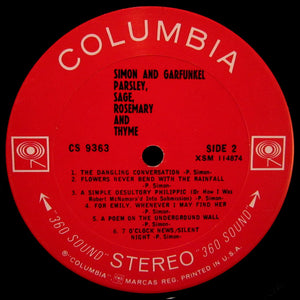 COLUMBIA
SIMON AND GARFUNKEL
PARSLEY,
SAGE,
ROSEMARY
AND
THYME
CS 9363
SIDE 2
XSM 114874
1. THE DANGLING CONVERSATION -P. Simon-
2. FLOWERS NEVER BEND WITH THE RAINFALL
-P. Simon-
3. A SIMPLE DESULTORY PHILIPPIC (Or How I Was
Robert McNamara'd Into Submission) -P. Simon-
4. FOR EMILY, WHENEVER I MAY FIND HER
-P. Simon-
5. A POEM ON THE UNDERGROUND WALL
-P. Simon-
6. 7 O'CLOCK NEWS/SILENT
NIGHT -P. Simon-
"360 SOUND" STEREO "360 SOUND"
® "COLUMBIA", MARCAS REG. PRINTED IN U.S.A.